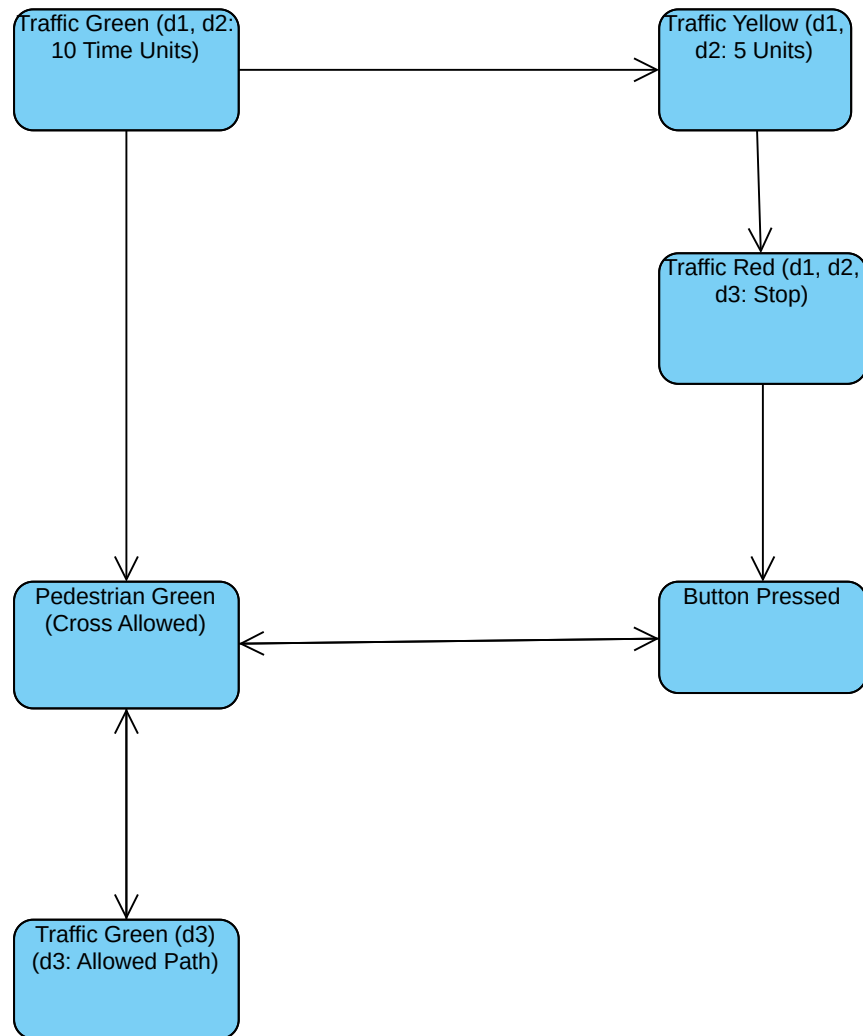 Traffic Green (d1, d2:
10 Time Units)
Traffic Yellow (d1,
d2: 5 Units)
Traffic Red (d1, d2,
d3: Stop)
Pedestrian Green
(Cross Allowed)
Button Pressed
Traffic Green (d3)
(d3: Allowed Path)